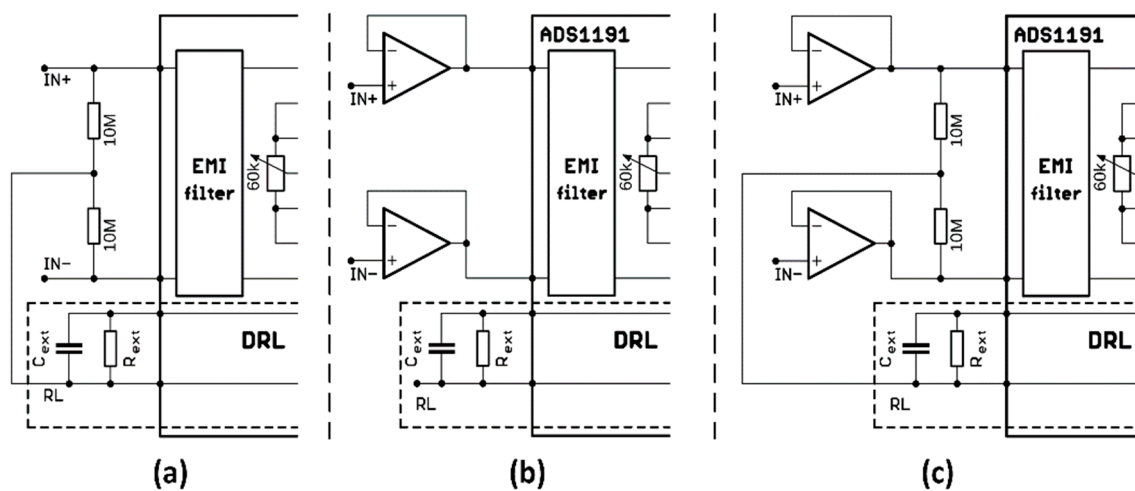 IN+
10M
10M
IN-
EMI
filter
60k
DRL
C ext
R ext
RL
(a)
ADS1191
IN+
IN-
EMI
filter
60k
DRL
C ext
R ext
RL
(b)
ADS1191
IN+
10M
10M
IN-
EMI
filter
60k
DRL
C ext
R ext
RL
(c)